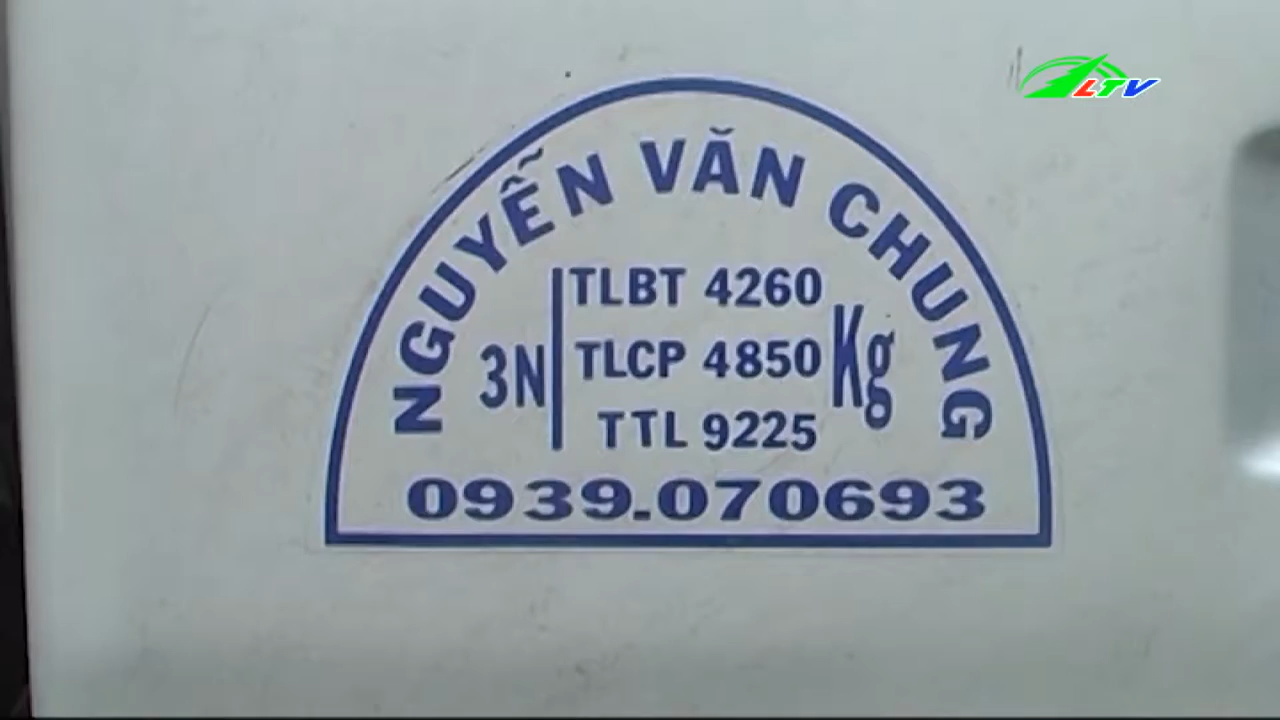 LTV
NGUYỄN VĂN CHUNG
TLBT 4260
3N TLCP 4850 Kg
TTL 9225
0939.070693